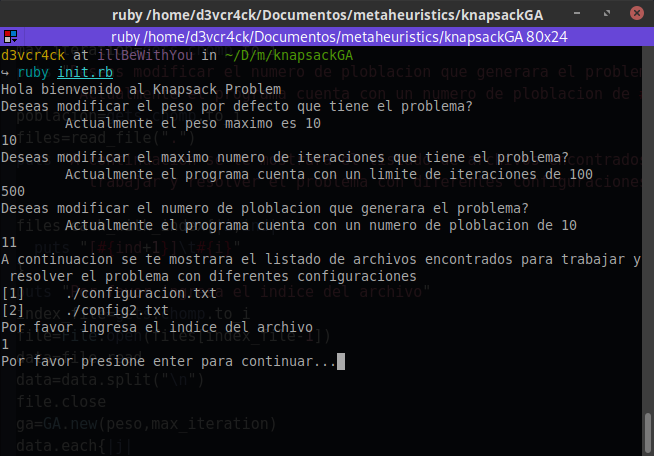 ruby /home/d3vcr4ck/Documentos/metaheuristics/knapsackGA
ruby /home/d3vcr4ck/Documentos/metaheuristics/knapsackGA 80x24
d3vcr4ck at illBeWithYou in ~/D/m/knapsackGA
↪ ruby init.rb
Hola bienvenido al Knapsack Problem
Deseas modificar el peso por defecto que tiene el problema?
Actualmente el peso maximo es 10
10
Deseas modificar el maximo numero de iteraciones que tiene el problema?
Actualmente el programa cuenta con un limite de iteraciones de 100
500
Deseas modificar el numero de ploblacion que generara el problema?
Actualmente el programa cuenta con un numero de ploblacion de 10
11
A continuacion se te mostrara el listado de archivos encontrados para trabajar y
resolver el problema con diferentes configuraciones
[1] ./configuracion.txt
[2] ./config2.txt
Por favor ingresa el indice del archivo
1
Por favor presione enter para continuar...
data=data.split("\n")
file.close
ga=GA.new(peso,max_iteration)
data.each{|i|